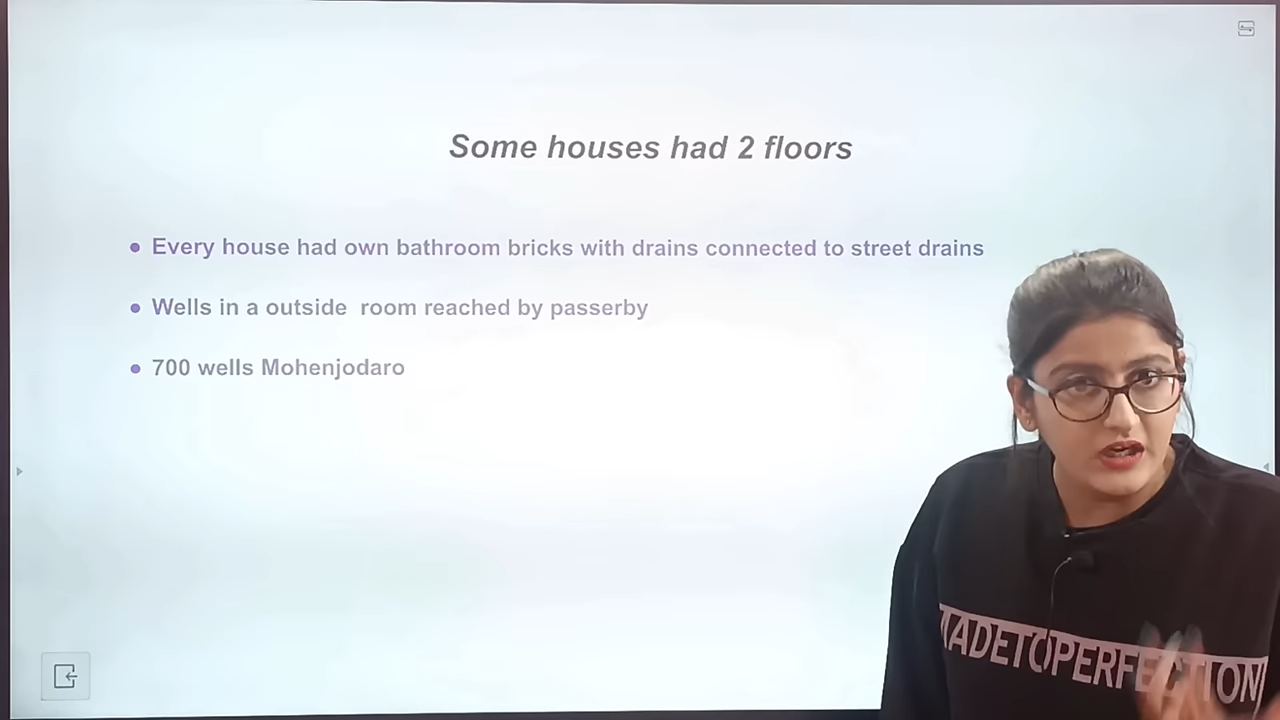 Some houses had 2 floors
Every house had own bathroom bricks with drains connected to street drains
Wells in a outside room reached by passerby
700 wells Mohenjodaro
MADETOPERFECTION